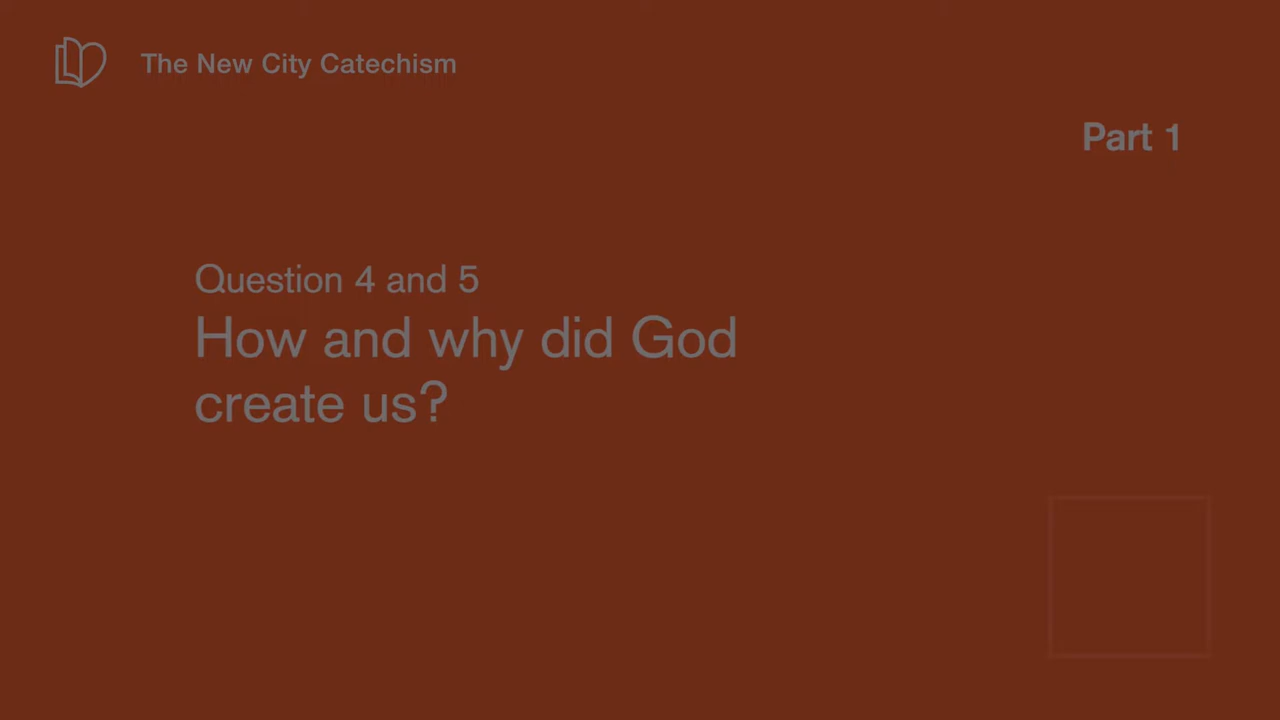 The New City Catechism
Part 1
Question 4 and 5
How and why did God
create us?